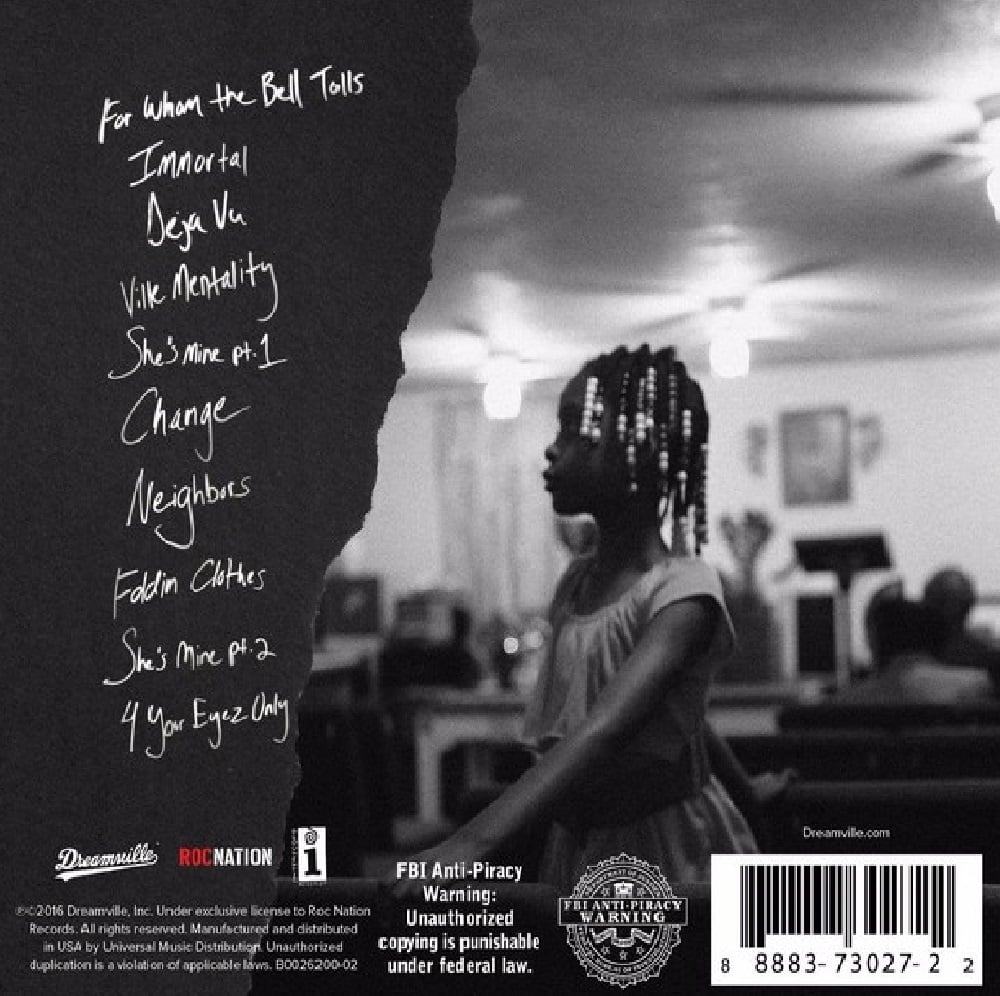 For Whom the Bell Tolls
Immortal
Deja Vu
Ville Mentality
She's Mine pt.1
Change
Neighbors
Foldin Clothes
She's Mine pt.2
4 Your Eyez Only
Dreamville
ROCNATION
i
℗©2016 Dreamville, Inc. Under exclusive license to Roc Nation
Records. All rights reserved. Manufactured and distributed
in USA by Universal Music Distribution. Unauthorized
duplication is a violation of applicable laws. B0026200-02
FBI Anti-Piracy
Warning:
Unauthorized
copying is punishable
under federal law.
FBI ANTI-PIRACY
WARNING
Dreamville.com
8 8883-73027-2 2